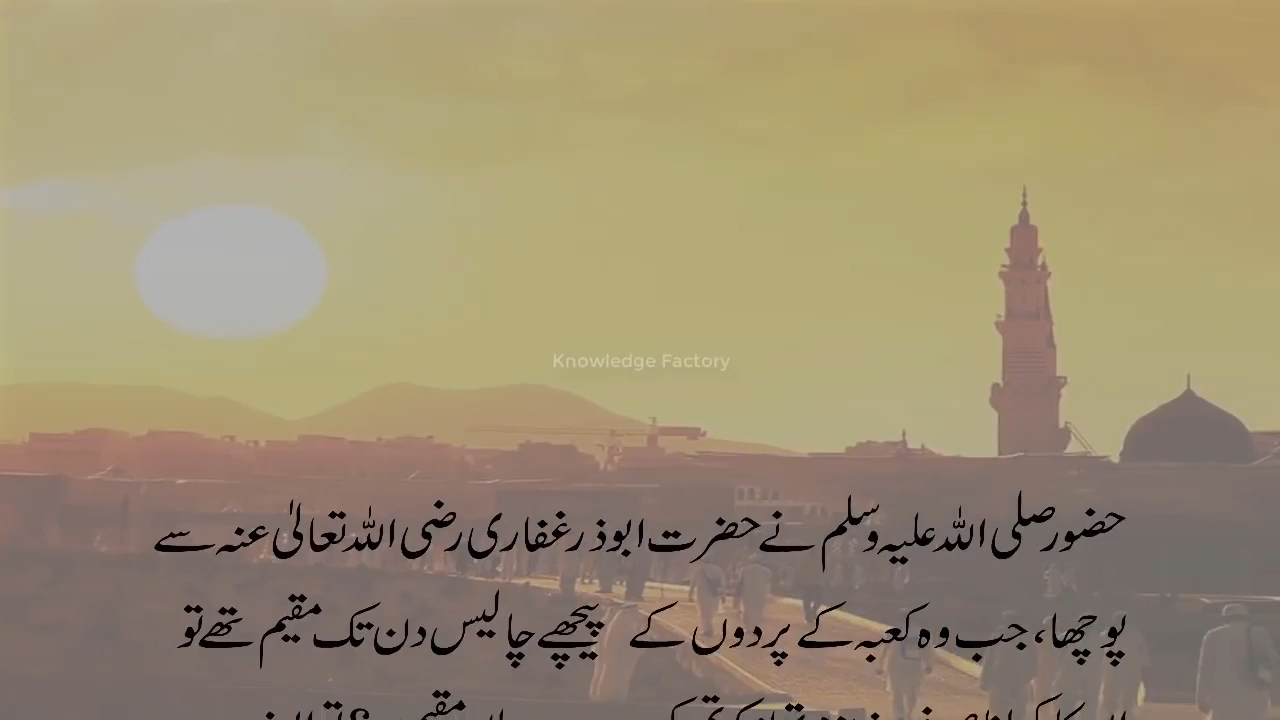 Knowledge Factory
حضور صلی اللہ علیہ وسلم نے حضرت ابوذر غفاری رضی اللہ تعالیٰ عنہ سے
پوچھا، جب وہ کعبہ کے پردوں کے پیچھے چالیس دن تک مقیم تھے تو